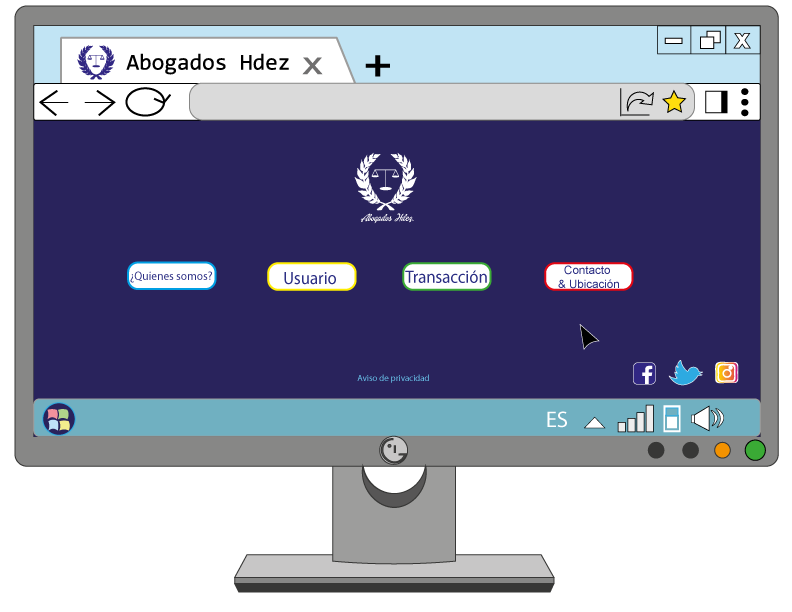 Abogados Hdez X
X
Abogados Hdez.
¿Quienes somos?
Usuario
Transacción
Contacto
& Ubicación
Aviso de privacidad
ES